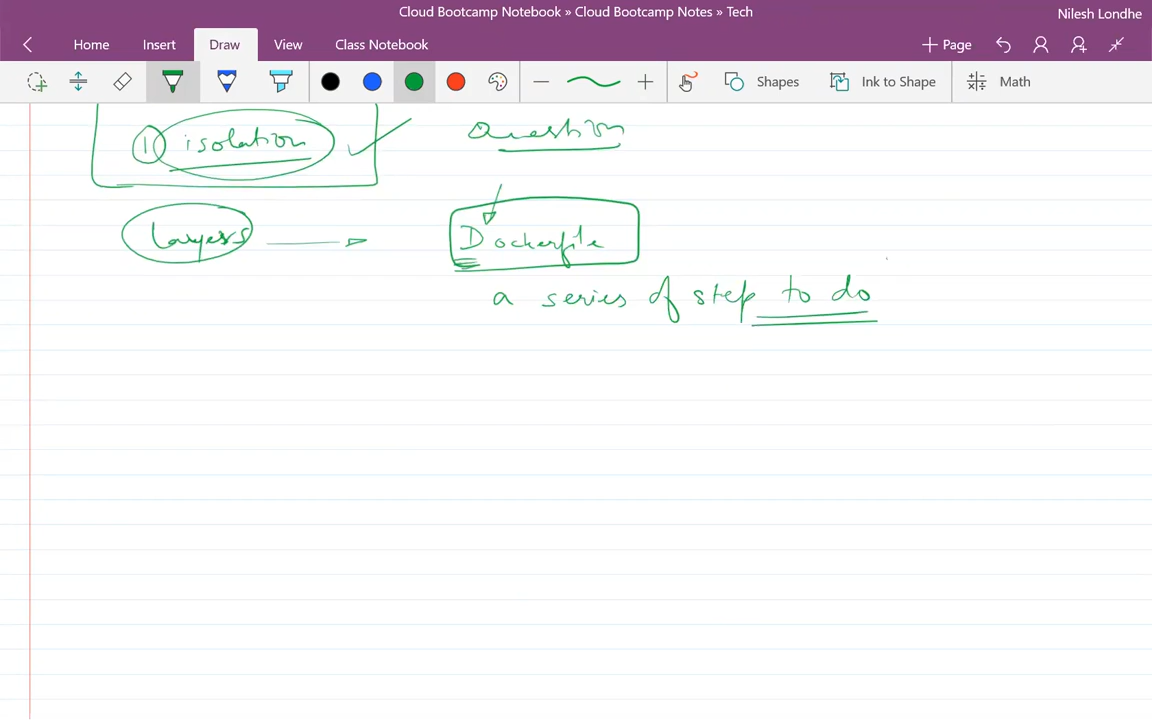 Cloud Bootcamp Notebook » Cloud Bootcamp Notes » Tech
Nilesh Londhe
Home Insert Draw View Class Notebook Page
Shapes Ink to Shape Math
① isolation Question
Layers Dockerfile
a series of step to do